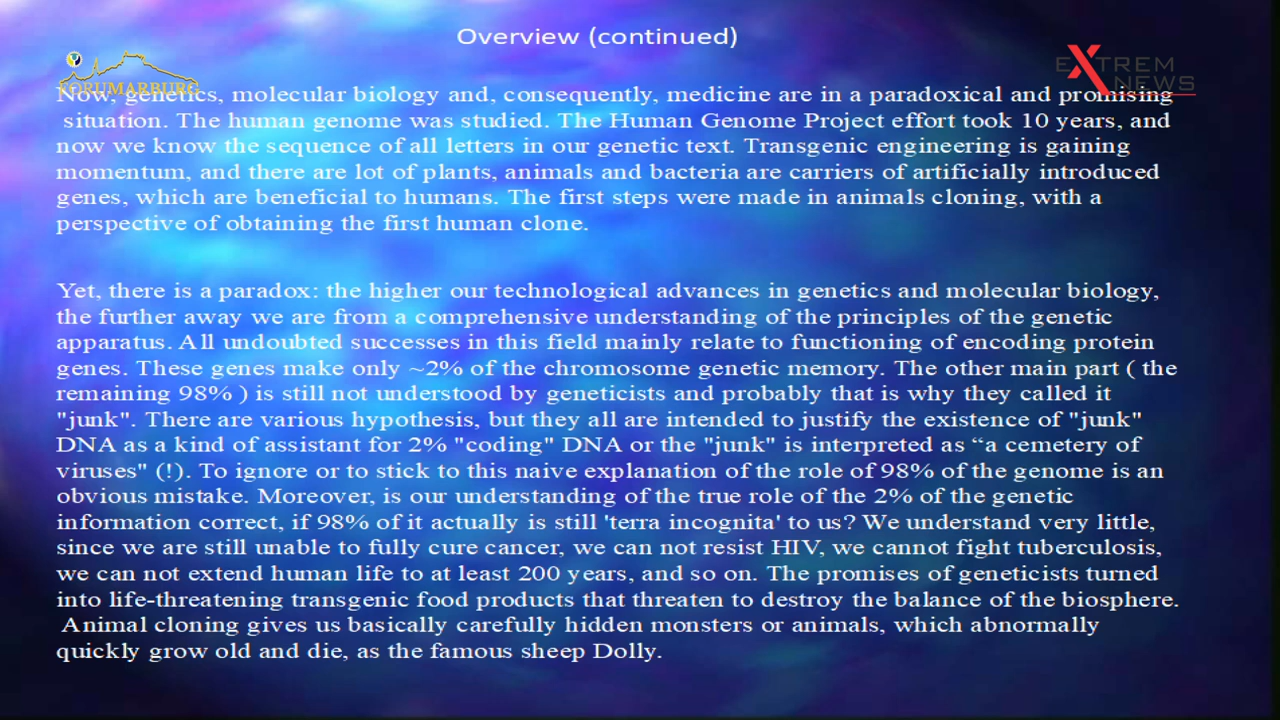 Overview (continued)
FORUMARBURG
EXTREM
NEWS
Now, genetics, molecular biology and, consequently, medicine are in a paradoxical and promising
situation. The human genome was studied. The Human Genome Project effort took 10 years, and
now we know the sequence of all letters in our genetic text. Transgenic engineering is gaining
momentum, and there are lot of plants, animals and bacteria are carriers of artificially introduced
genes, which are beneficial to humans. The first steps were made in animals cloning, with a
perspective of obtaining the first human clone.
Yet, there is a paradox: the higher our technological advances in genetics and molecular biology,
the further away we are from a comprehensive understanding of the principles of the genetic
apparatus. All undoubted successes in this field mainly relate to functioning of encoding protein
genes. These genes make only ~2% of the chromosome genetic memory. The other main part ( the
remaining 98% ) is still not understood by geneticists and probably that is why they called it
"junk". There are various hypothesis, but they all are intended to justify the existence of "junk"
DNA as a kind of assistant for 2% "coding" DNA or the "junk" is interpreted as “a cemetery of
viruses" (!). To ignore or to stick to this naive explanation of the role of 98% of the genome is an
obvious mistake. Moreover, is our understanding of the true role of the 2% of the genetic
information correct, if 98% of it actually is still 'terra incognita' to us? We understand very little,
since we are still unable to fully cure cancer, we can not resist HIV, we cannot fight tuberculosis,
we can not extend human life to at least 200 years, and so on. The promises of geneticists turned
into life-threatening transgenic food products that threaten to destroy the balance of the biosphere.
Animal cloning gives us basically carefully hidden monsters or animals, which abnormally
quickly grow old and die, as the famous sheep Dolly.